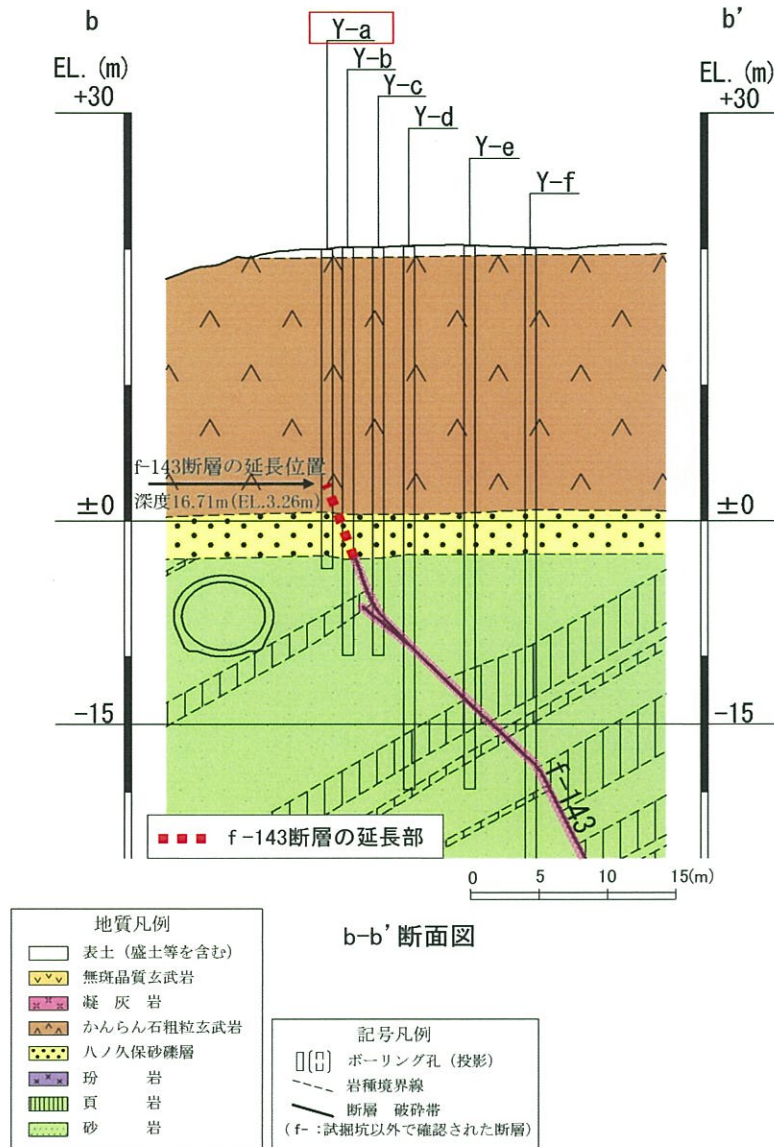 b
b'
Y-a
Y-b
Y-c
Y-d
Y-e
Y-f
EL. (m)
+30
EL. (m)
+30
f-143断層の延長位置
深度16.71m(EL.3.26m)
±0
±0
-15
-15
f-143
f-143断層の延長部
0 5 10 15(m)
b-b'断面図
地質凡例
表土（盛土等を含む）
無斑晶質玄武岩
凝灰岩
かんらん石粗粒玄武岩
八ノ久保砂礫層
玢岩
頁岩
砂岩
記号凡例
ボーリング孔（投影）
岩種境界線
断層 破砕帯
(f- :試掘坑以外で確認された断層)